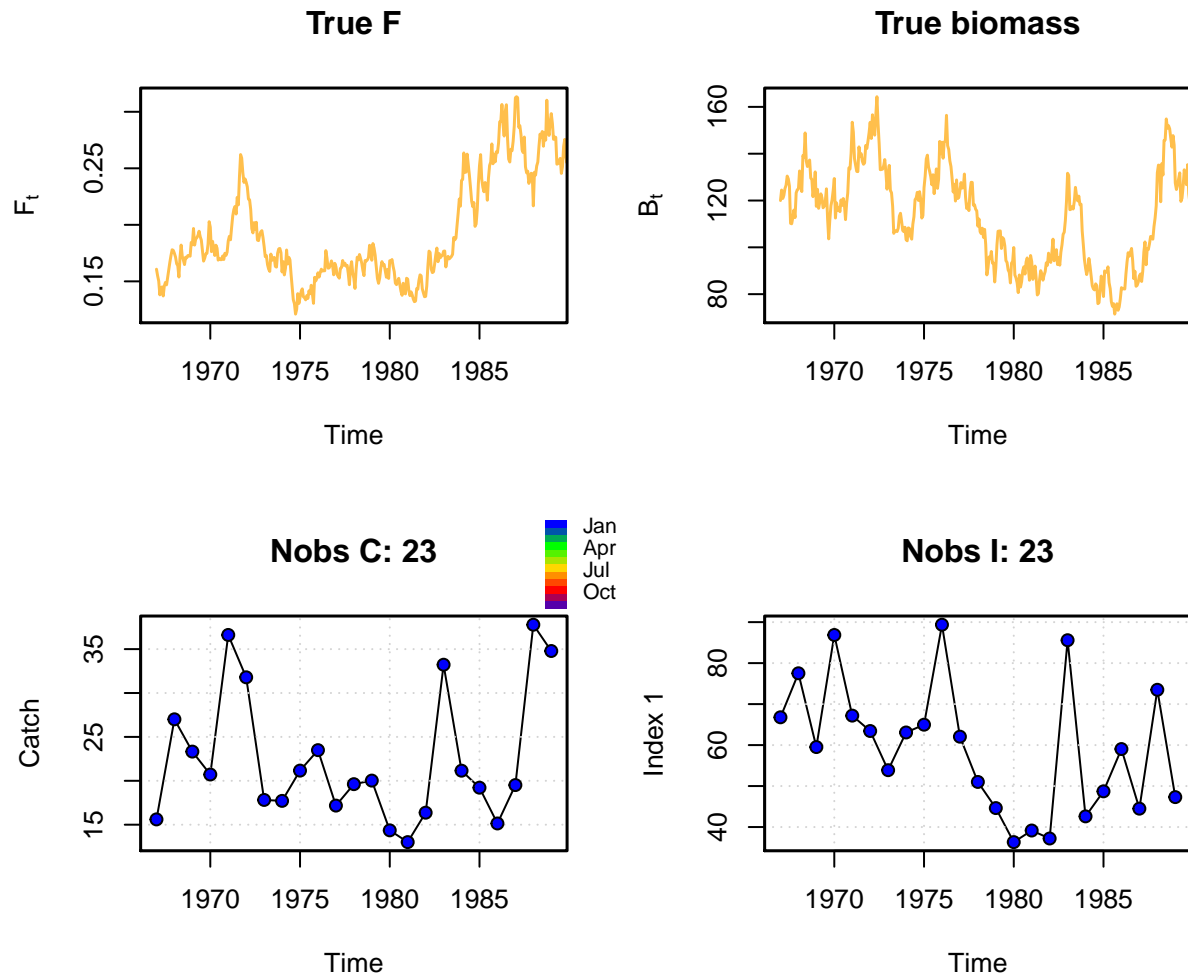 True F
F_t
0.15
0.25
1970
1975
1980
1985
Time
True biomass
B_t
80
120
160
1970
1975
1980
1985
Time
Nobs C: 23
Catch
15
25
35
1970
1975
1980
1985
Time
Jan
Apr
Jul
Oct
Nobs I: 23
Index 1
40
60
80
1970
1975
1980
1985
Time